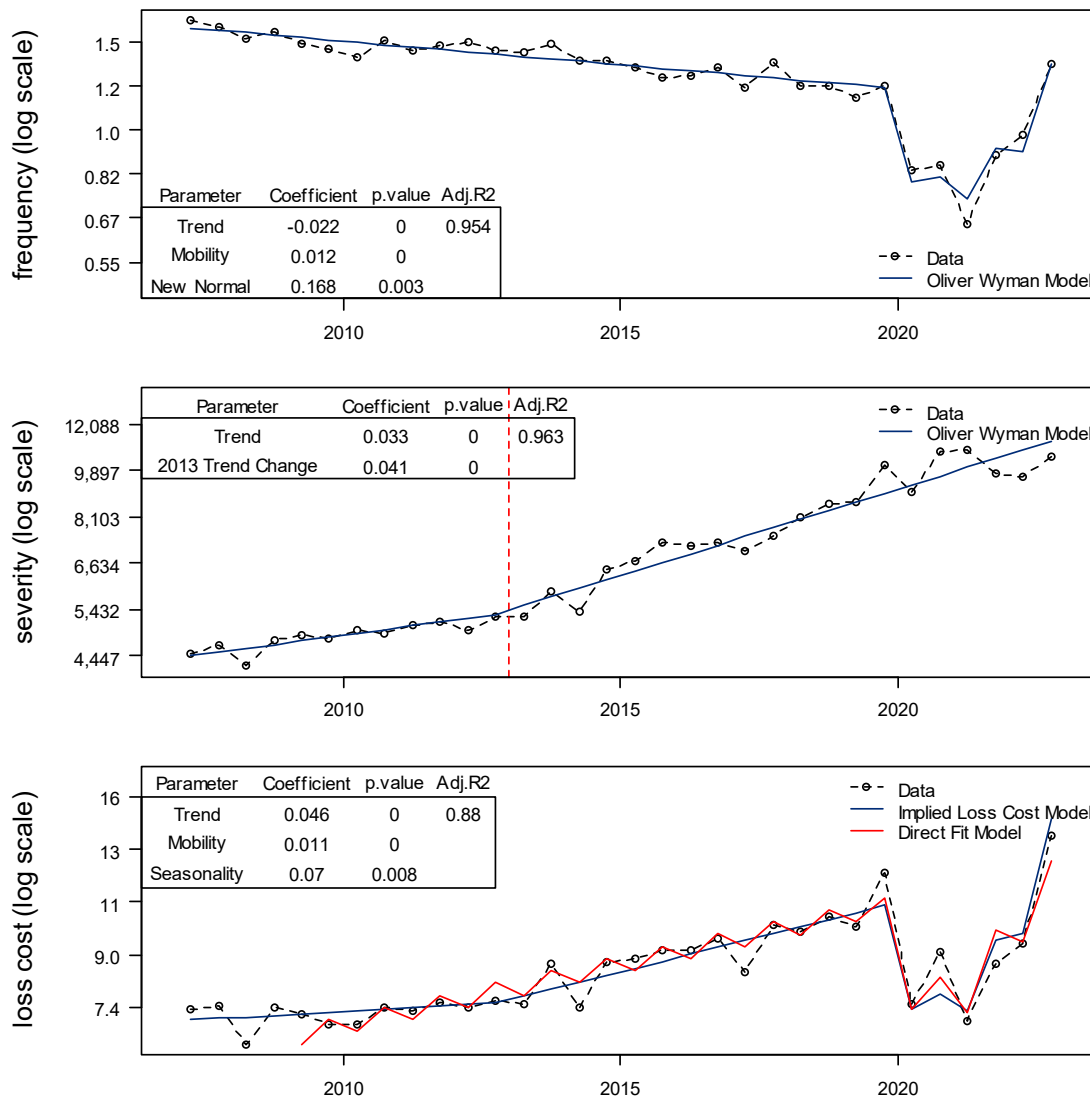 frequency (log scale)
1.5
1.2
1.0
0.82
0.67
0.55
Parameter Coefficient p.value Adj.R2
Trend -0.022 0 0.954
Mobility 0.012 0
New Normal 0.168 0.003
Data
Oliver Wyman Model
2010 2015 2020
severity (log scale)
12,088
9,897
8,103
6,634
5,432
4,447
Parameter Coefficient p.value Adj.R2
Trend 0.033 0 0.963
2013 Trend Change 0.041 0
Data
Oliver Wyman Model
2010 2015 2020
loss cost (log scale)
16
13
11
9.0
7.4
Parameter Coefficient p.value Adj.R2
Trend 0.046 0 0.88
Mobility 0.011 0
Seasonality 0.07 0.008
Data
Implied Loss Cost Model
Direct Fit Model
2010 2015 2020